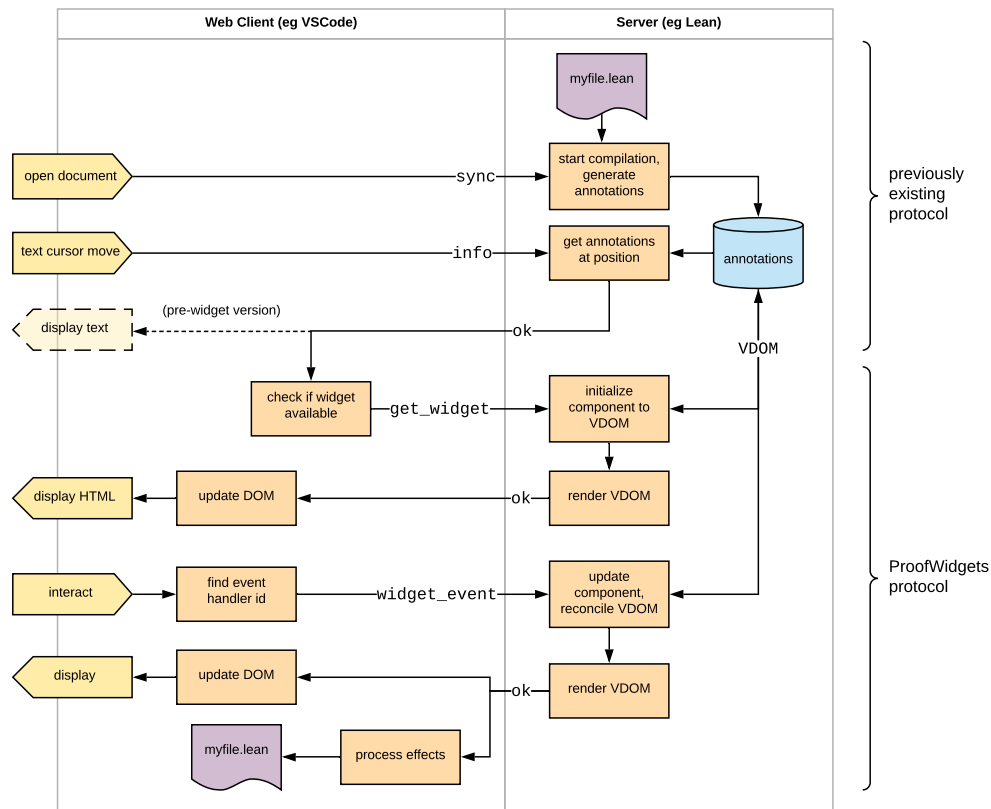 Web Client (eg VSCode)
Server (eg Lean)
myfile.lean
open document
sync
start compilation,
generate
annotations
previously
existing
protocol
text cursor move
info
get annotations
at position
annotations
(pre-widget version)
display text
ok
VDOM
check if widget
available
get_widget
initialize
component to
VDOM
display HTML
update DOM
ok
render VDOM
ProofWidgets
protocol
interact
find event
handler id
widget_event
update
component,
reconcile VDOM
display
update DOM
ok
render VDOM
myfile.lean
process effects